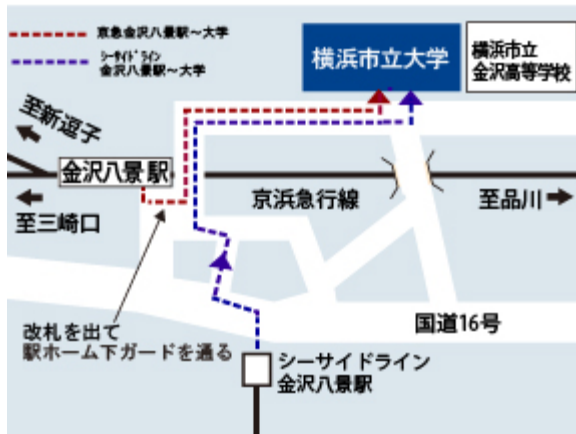 京急金沢八景駅～大学
シーサイドライン
金沢八景駅～大学
横浜市立大学
横浜市立
金沢高等学校
至新逗子
金沢八景駅
京浜急行線
至品川
至三崎口
改札を出て
駅ホーム下ガードを通る
国道16号
シーサイドライン
金沢八景駅